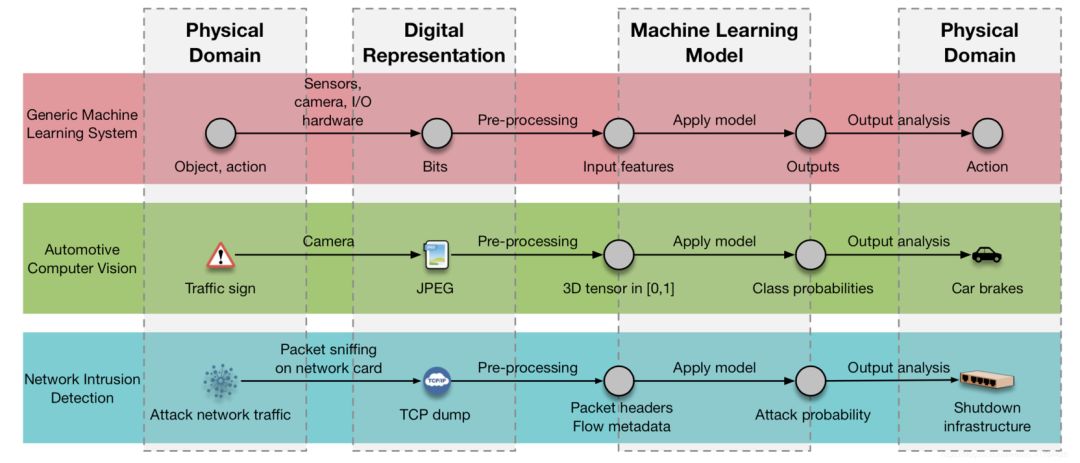 Physical
Domain
Digital
Representation
Machine Learning
Model
Physical
Domain
Generic Machine
Learning System
Sensors,
camera, I/O
hardware
Pre-processing
Apply model
Output analysis
Object, action
Bits
Input features
Outputs
Action
Automotive
Computer Vision
Camera
Pre-processing
Apply model
Output analysis
Traffic sign
JPEG
3D tensor in [0,1]
Class probabilities
Car brakes
Network Intrusion
Detection
Packet sniffing
on network card
TCP/IP
Pre-processing
Apply model
Output analysis
Attack network traffic
TCP dump
Packet headers
Flow metadata
Attack probability
Shutdown
infrastructure